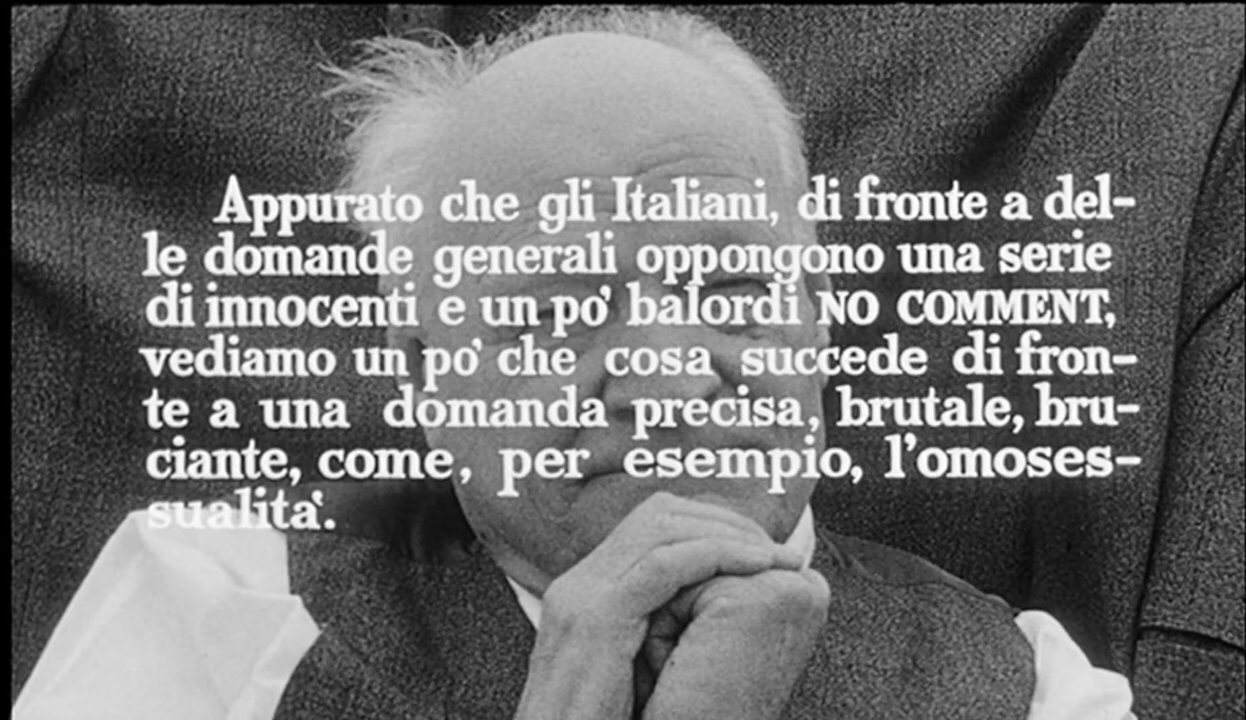 Appurato che gli Italiani, di fronte a del-
le domande generali oppongono una serie
di innocenti e un po' balordi NO COMMENT,
vediamo un po' che cosa succede di fron-
te a una domanda precisa, brutale, bru-
ciante, come, per esempio, l'omoses-
sualita'.